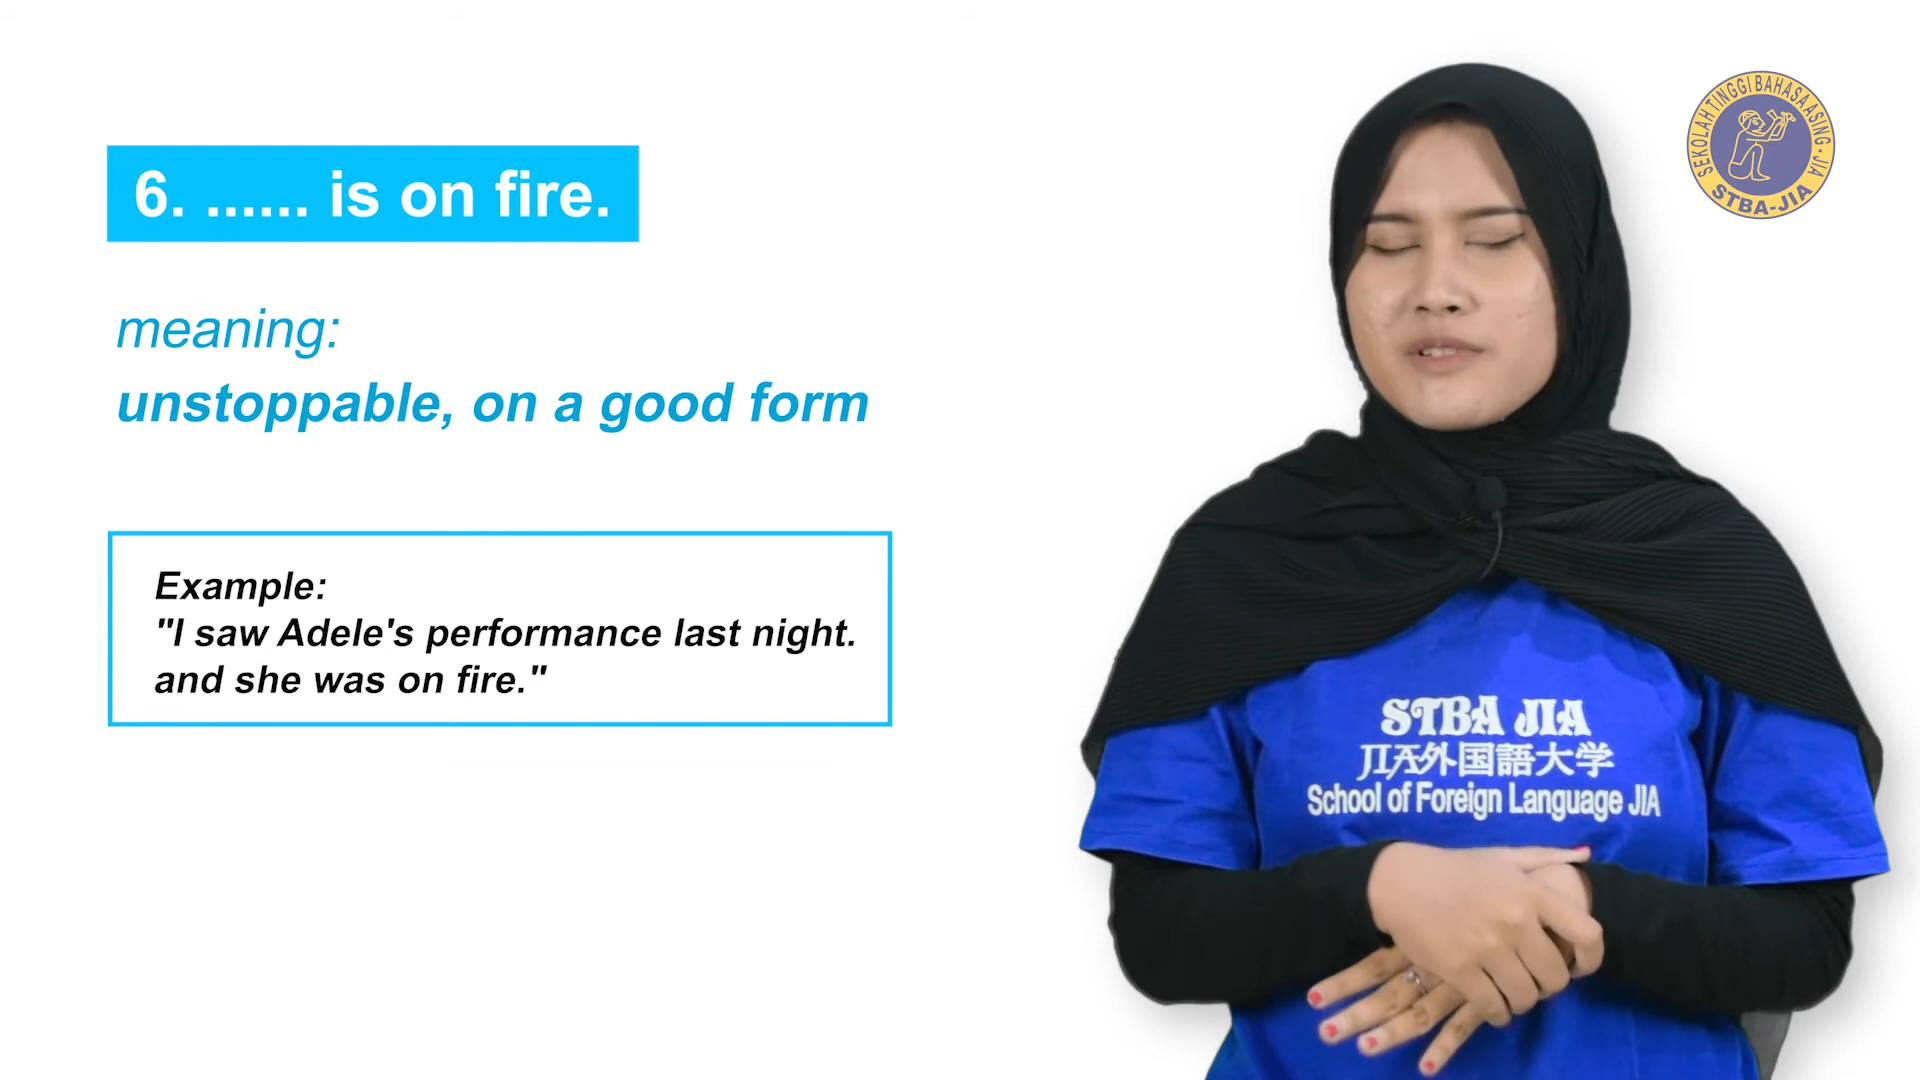 6. ...... is on fire.
meaning:
unstoppable, on a good form
Example:
"I saw Adele's performance last night.
and she was on fire."
SEKOLAH TINGGI BAHASA ASING - JIA
STBA-JIA
STBA JIA
JIA外国語大学
School of Foreign Language JIA